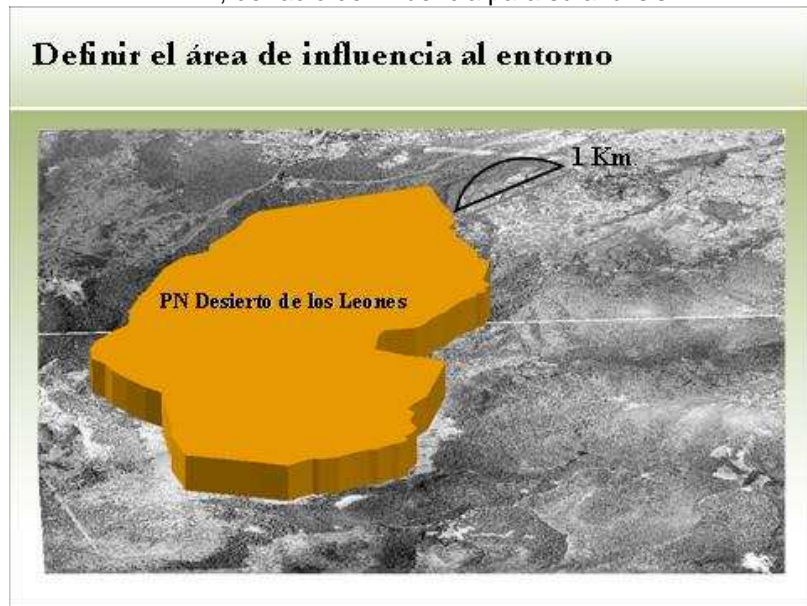 Definir el área de influencia al entorno
1 Km
PN Desierto de los Leones